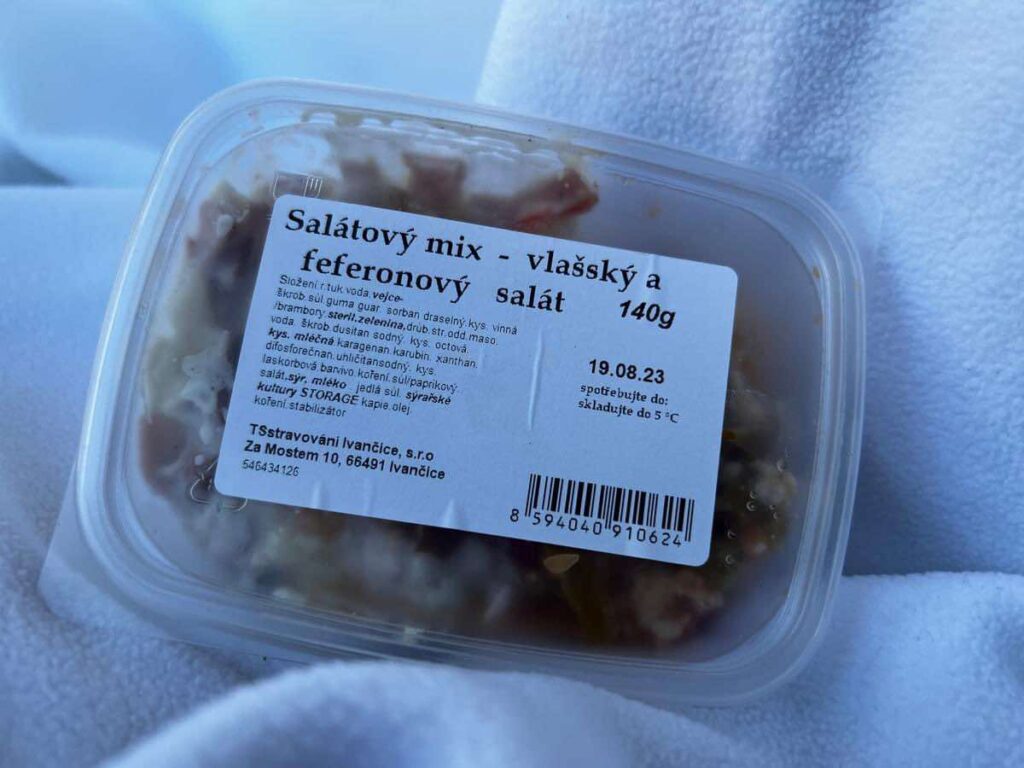 Salátový mix - vlašský a
feferonový salát 140g
Složení.r.tuk.voda.vejce-
škrob.sůl.guma guar. sorban draselný.kys. vinná
/brambory.steril.zelenina.drůb.str.odd.maso.
voda. škrob.dusitan sodný. kys. octová.
kys. mléčná.karagenan.karubin. xanthan.
difosforečnan.uhličitansodný. kys.
laskorbová.barvivo.koření.sůl/paprikový.
salát.sýr. mléko jedlá sůl. sýrařské
kultury STORAGE kapie.olej.
koření.stabilizátor
19.08.23
spotřebujte do:
skladujte do 5 °C
TSstravování Ivančice, s.r.o
Za Mostem 10, 66491 Ivančice
546434126
8 594040 910624